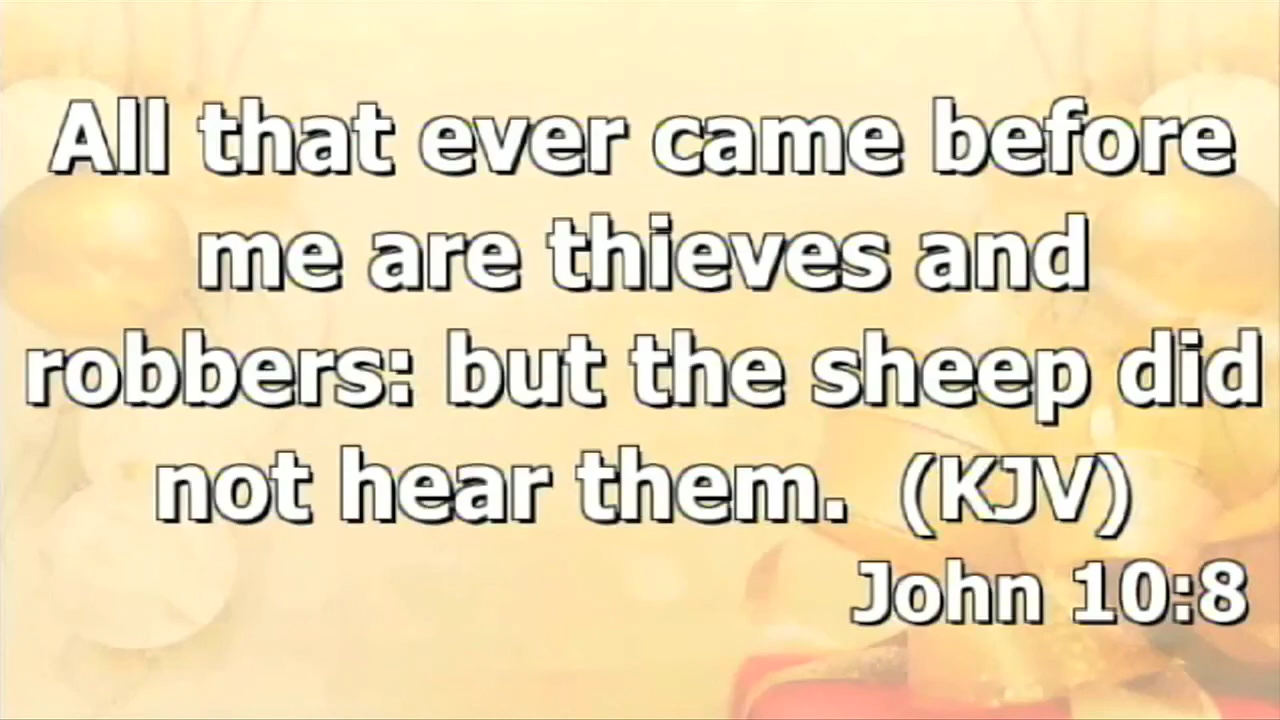 All that ever came before
me are thieves and
robbers: but the sheep did
not hear them. (KJV)
John 10:8